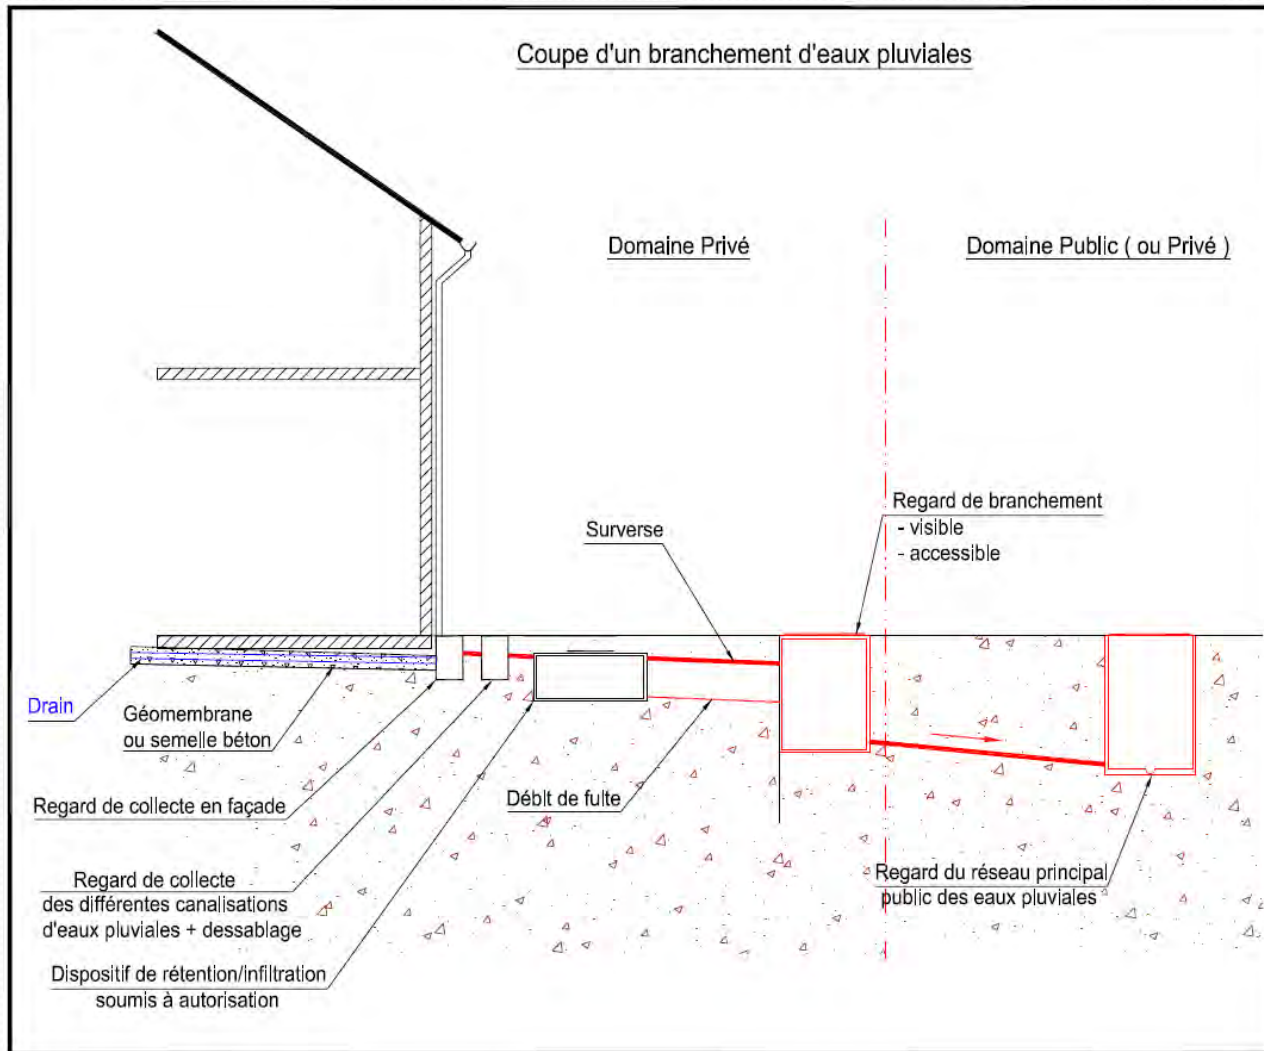 Coupe d'un branchement d'eaux pluviales
Domaine Privé
Domaine Public ( ou Privé )
Regard de branchement
- visible
- accessible
Surverse
Drain
Géomembrane
ou semelle béton
Regard de collecte en façade
Débit de fuite
Regard de collecte
des différentes canalisations
d'eaux pluviales + dessablage
Regard du réseau principal
public des eaux pluviales
Dispositif de rétention/infiltration
soumis à autorisation